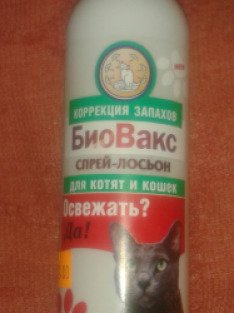 КОРРЕКЦИЯ ЗАПАХОВ
БиоВакс
СПРЕЙ-ЛОСЬОН
ДЛЯ КОТЯТ И КОШЕК
Освежать?
Да!